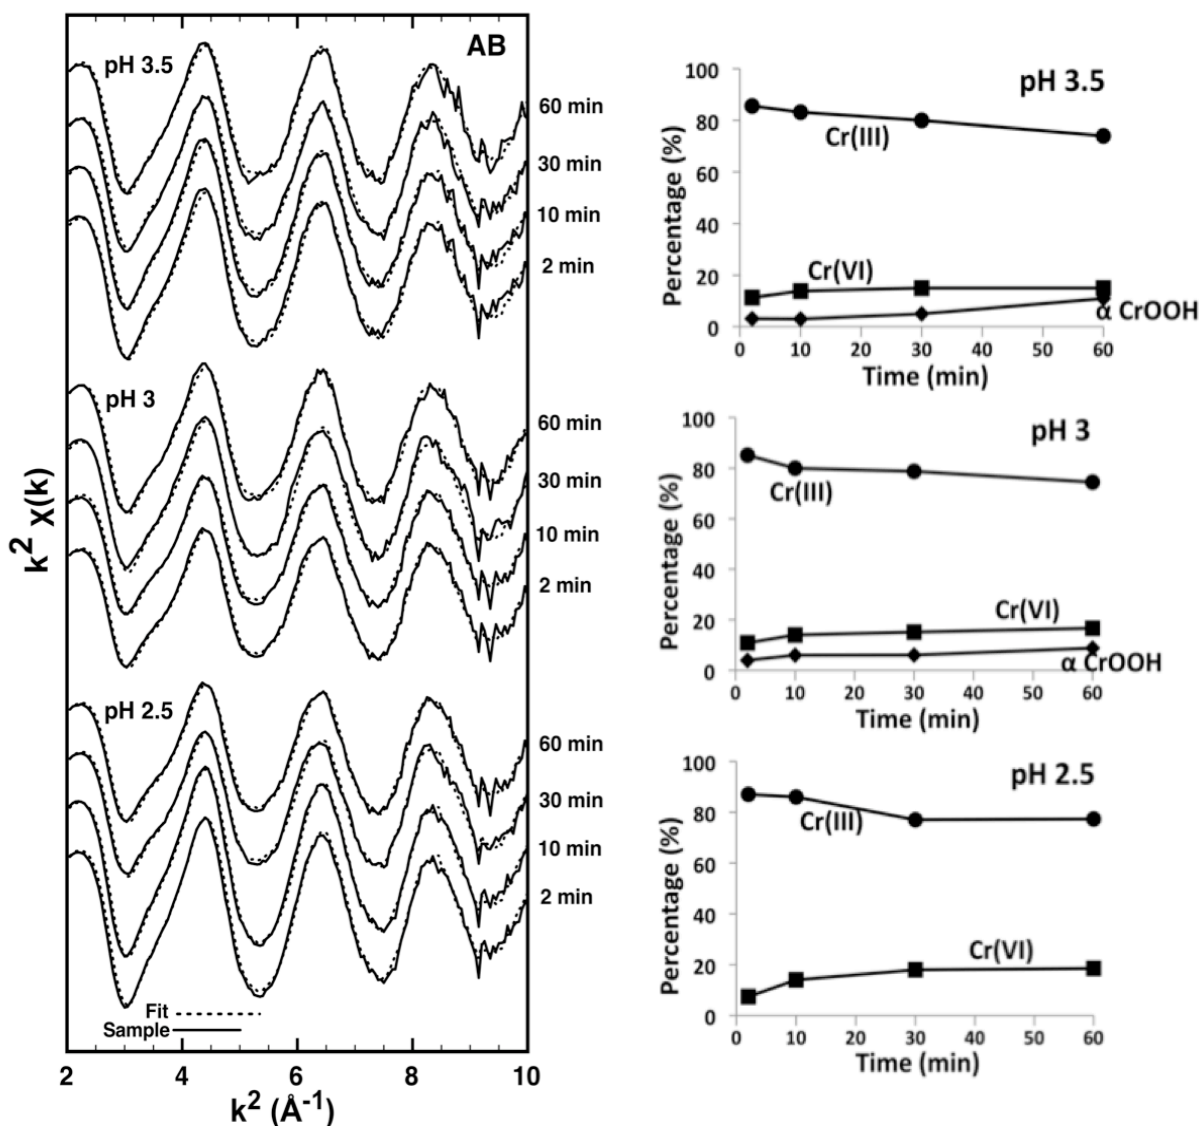 AB
pH 3.5
60 min
30 min
10 min
2 min
pH 3
60 min
30 min
10 min
2 min
pH 2.5
60 min
30 min
10 min
2 min
Fit
Sample
2 4 6 8 10
k² (Å⁻¹)
k² χ(k)
pH 3.5
100
80
60
40
20
0
Percentage (%)
Cr(III)
Cr(VI)
α CrOOH
0 10 20 30 40 50 60
Time (min)
pH 3
100
80
60
40
20
0
Percentage (%)
Cr(III)
Cr(VI)
α CrOOH
0 10 20 30 40 50 60
Time (min)
pH 2.5
100
80
60
40
20
0
Percentage (%)
Cr(III)
Cr(VI)
0 10 20 30 40 50 60
Time (min)